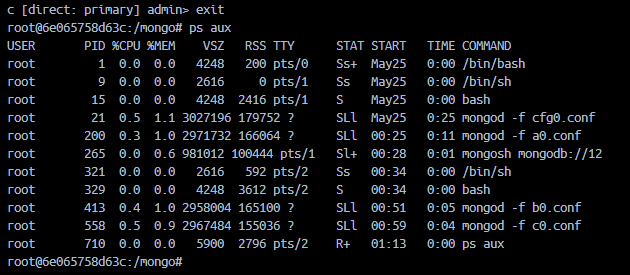 c [direct: primary] admin> exit
root@6e065758d63c:/mongo# ps aux
USER       PID %CPU %MEM    VSZ   RSS TTY      STAT START   TIME COMMAND
root         1  0.0  0.0   4248   200 pts/0    Ss+  May25   0:00 /bin/bash
root         9  0.0  0.0   2616     0 pts/1    Ss   May25   0:00 /bin/sh
root        15  0.0  0.0   4248  2416 pts/1    S    May25   0:00 bash
root        21  0.5  1.1 3027196 179752 ?      SLl  May25   0:25 mongod -f cfg0.conf
root       200  0.3  1.0 2971732 166064 ?      SLl  00:25   0:11 mongod -f a0.conf
root       265  0.0  0.6 981012 100444 pts/1   Sl+  00:28   0:01 mongosh mongodb://12
root       321  0.0  0.0   2616   592 pts/2    Ss   00:34   0:00 /bin/sh
root       329  0.0  0.0   4248  3612 pts/2    S    00:34   0:00 bash
root       413  0.4  1.0 2958004 165100 ?      SLl  00:51   0:05 mongod -f b0.conf
root       558  0.5  0.9 2967484 155036 ?      SLl  00:59   0:04 mongod -f c0.conf
root       710  0.0  0.0   5900  2796 pts/2    R+   01:13   0:00 ps aux
root@6e065758d63c:/mongo#